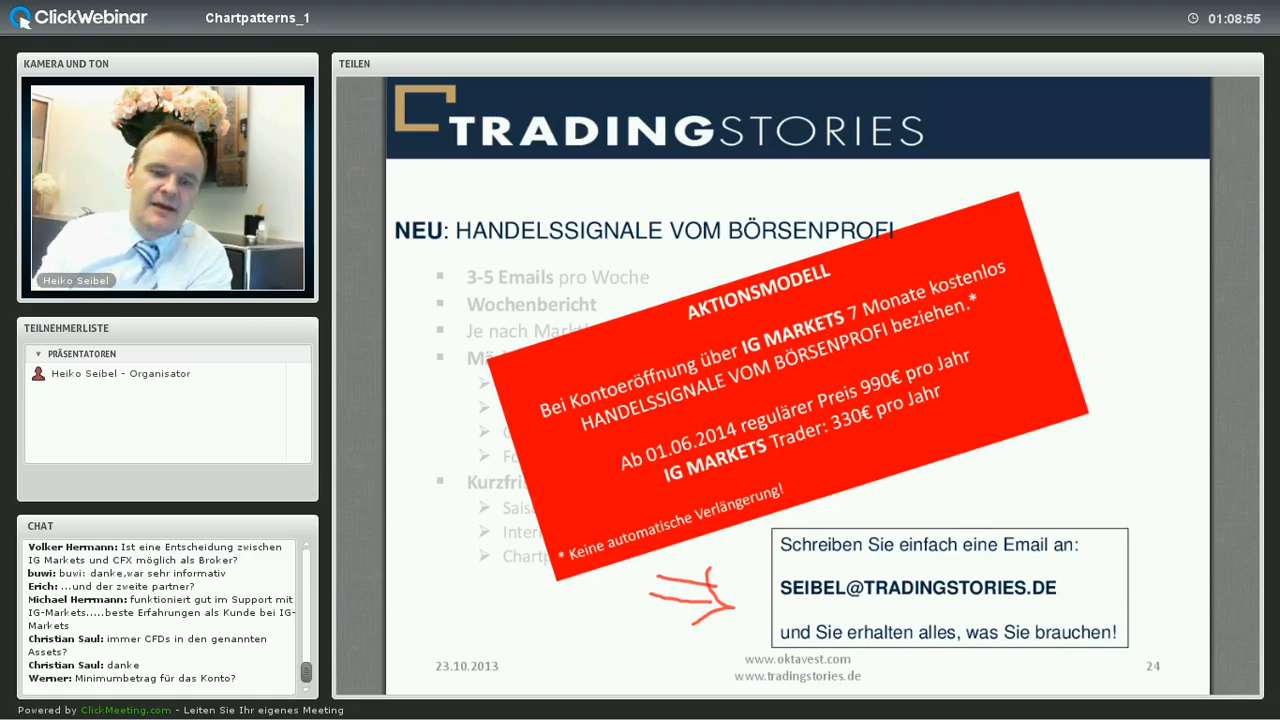 ClickWebinar
Chartpatterns_1
01:08:55
KAMERA UND TON
Heiko Seibel
TEILNEHMERLISTE
PRÄSENTATOREN
Heiko Seibel - Organisator
CHAT
Volker Hermann: Ist eine Entscheidung zwischen
IG Markets und CFX möglich als Broker?
buwi: buwi: danke,war sehr informativ
Erich: ...und der zweite partner?
Michael Herrmann: funktioniert gut im Support mit
IG-Markets.....beste Erfahrungen als Kunde bei IG-
Markets
Christian Saul: immer CFDs in den genannten
Assets?
Christian Saul: danke
Werner: Minimumbetrag für das Konto?
TEILEN
TRADINGSTORIES
NEU: HANDELSSIGNALE VOM BÖRSENPROFI
3-5 Emails pro Woche
Wochenbericht
Je nach
Kurzfris
AKTIONSMODELL
Bei Kontoeröffnung über IG MARKETS 7 Monate kostenlos
HANDELSSIGNALE VOM BÖRSENPROFI beziehen.*
Ab 01.06.2014 regulärer Preis 990€ pro Jahr
IG MARKETS Trader: 330€ pro Jahr
* Keine automatische Verlängerung!
Schreiben Sie einfach eine Email an:
SEIBEL@TRADINGSTORIES.DE
und Sie erhalten alles, was Sie brauchen!
23.10.2013
www.oktavest.com
www.tradingstories.de
24
Powered by ClickMeeting.com - Leiten Sie Ihr eigenes Meeting